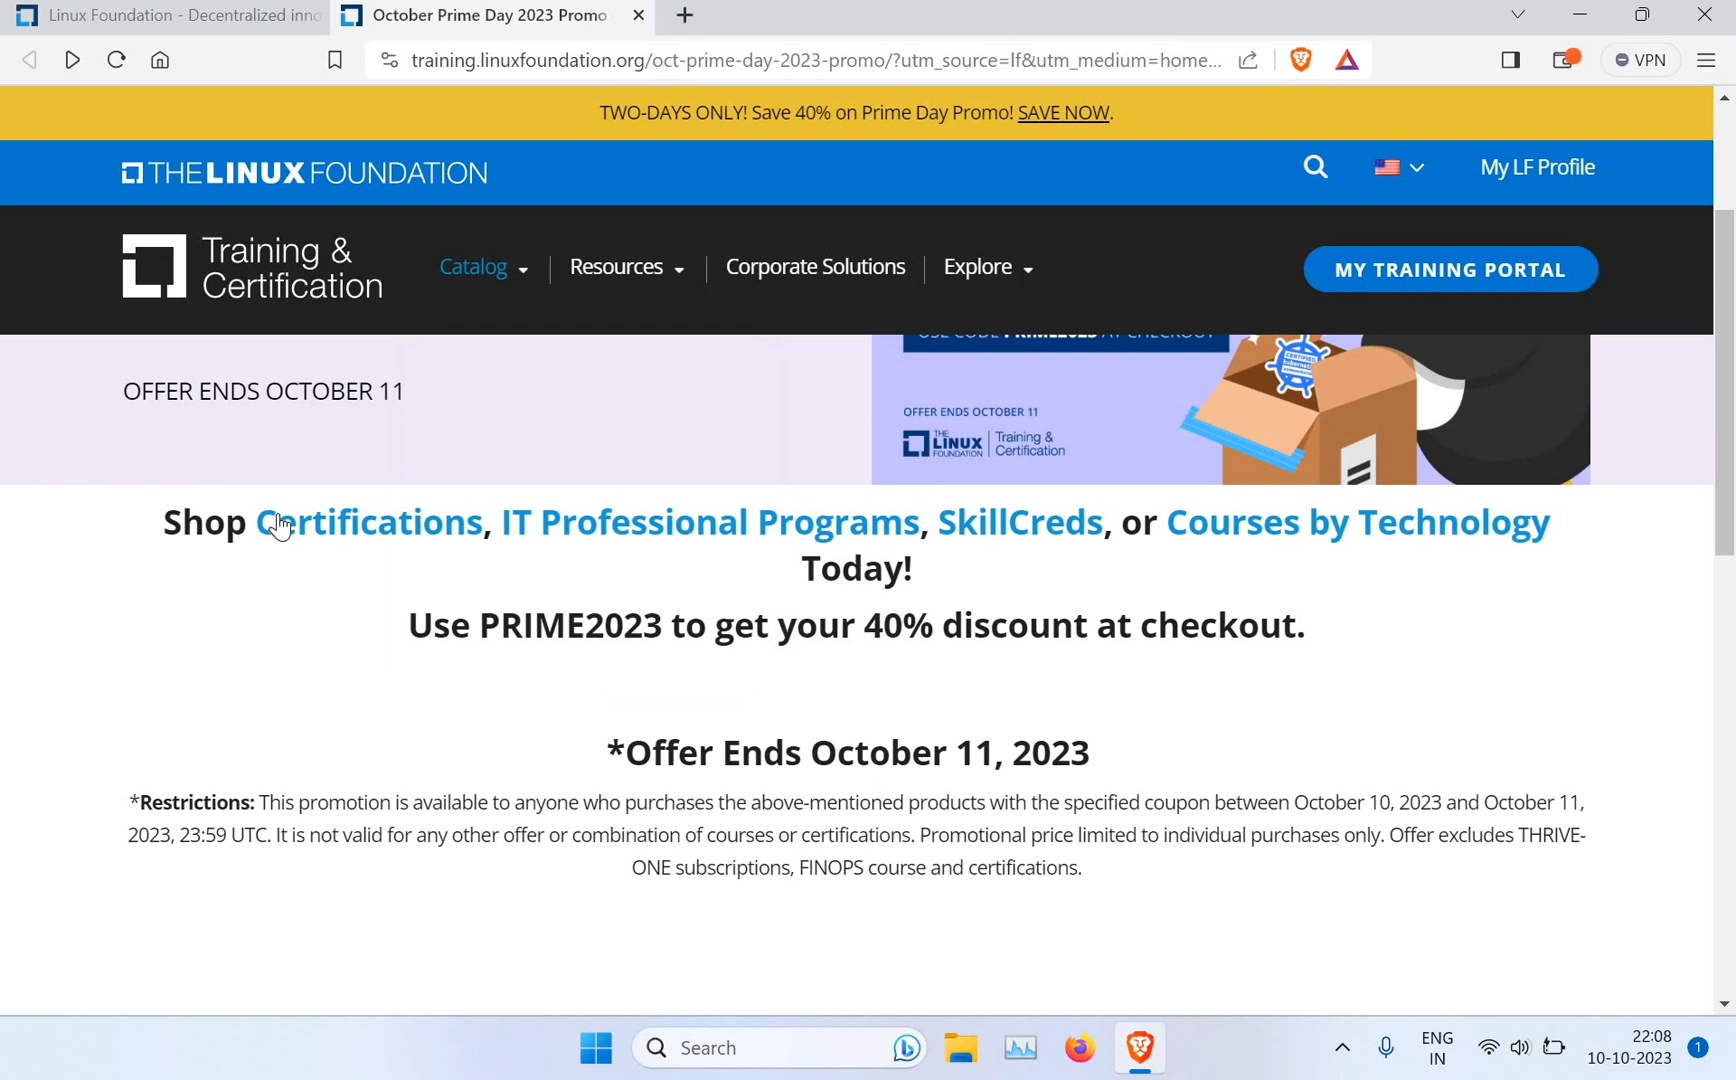 Linux Foundation - Decentralized inno
October Prime Day 2023 Promo
training.linuxfoundation.org/oct-prime-day-2023-promo/?utm_source=lf&utm_medium=home...
VPN
TWO-DAYS ONLY! Save 40% on Prime Day Promo! SAVE NOW.
THE LINUX FOUNDATION
My LF Profile
Training &
Certification
Catalog
Resources
Corporate Solutions
Explore
MY TRAINING PORTAL
USE CODE PRIME2023 AT CHECKOUT
CERTIFIED
kubernetes
OFFER ENDS OCTOBER 11
OFFER ENDS OCTOBER 11
THE
LINUX
FOUNDATION
Training &
Certification
Shop Certifications, IT Professional Programs, SkillCreds, or Courses by Technology
Today!
Use PRIME2023 to get your 40% discount at checkout.
*Offer Ends October 11, 2023
*Restrictions: This promotion is available to anyone who purchases the above-mentioned products with the specified coupon between October 10, 2023 and October 11,
2023, 23:59 UTC. It is not valid for any other offer or combination of courses or certifications. Promotional price limited to individual purchases only. Offer excludes THRIVE-
ONE subscriptions, FINOPS course and certifications.
Search
ENG
IN
22:08
10-10-2023
1